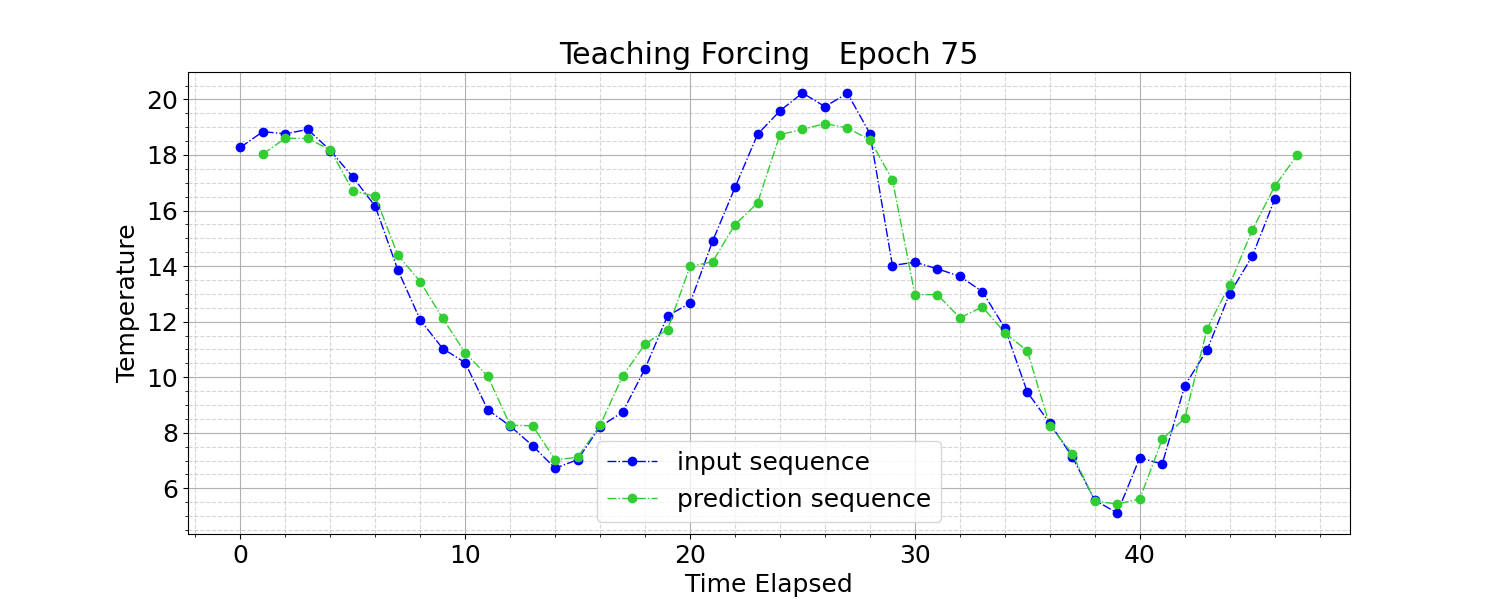 Teaching Forcing   Epoch 75
Temperature
20
18
16
14
12
10
8
6
input sequence
prediction sequence
0 10 20 30 40
Time Elapsed